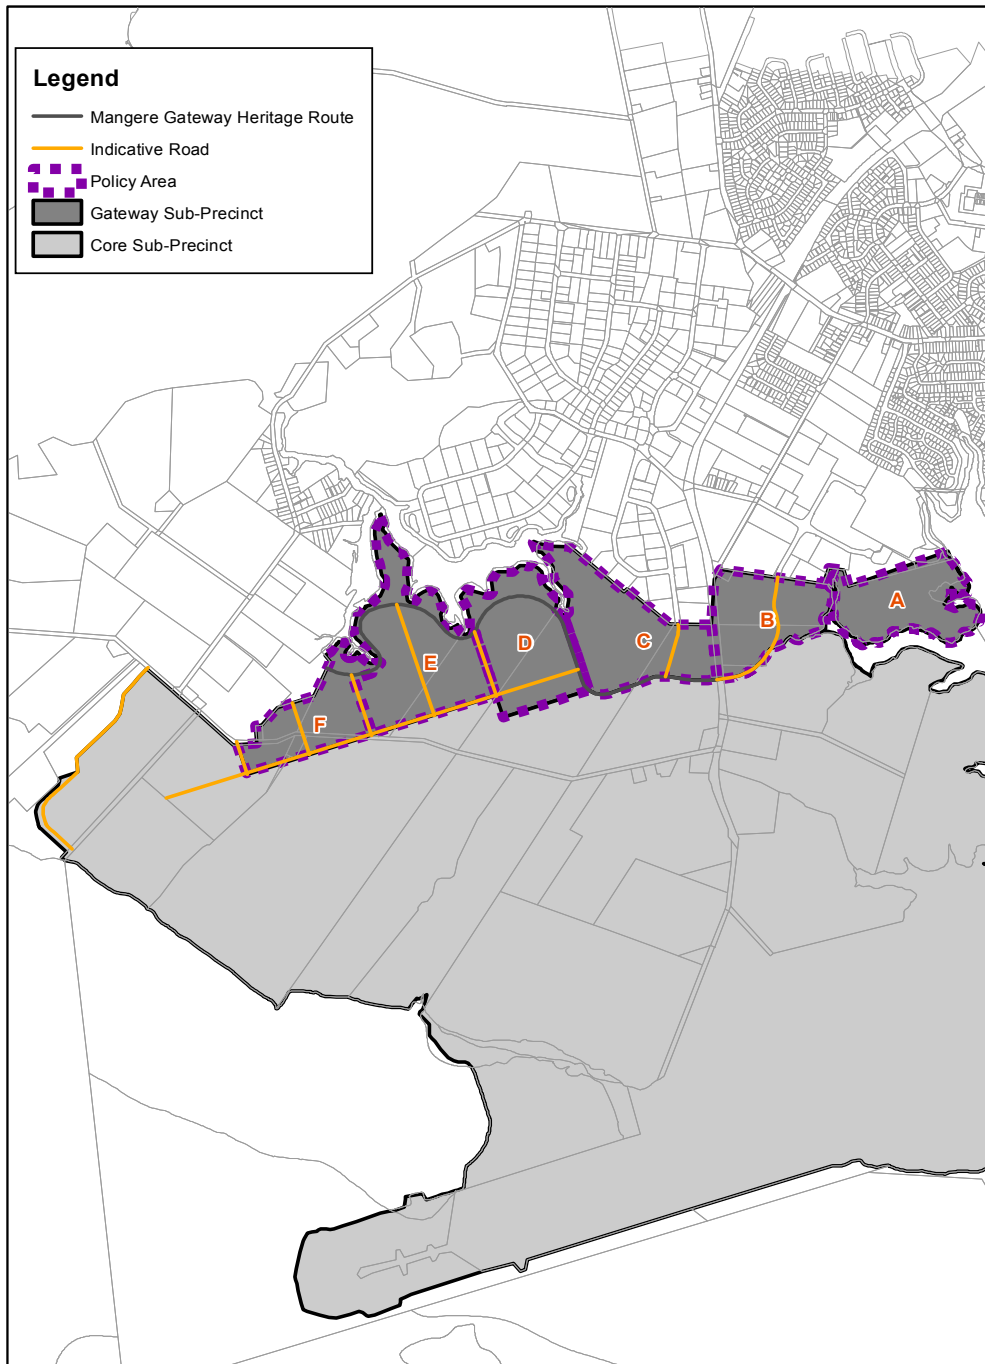 Legend
Mangere Gateway Heritage Route
Indicative Road
Policy Area
Gateway Sub-Precinct
Core Sub-Precinct
A
B
C
D
E
F